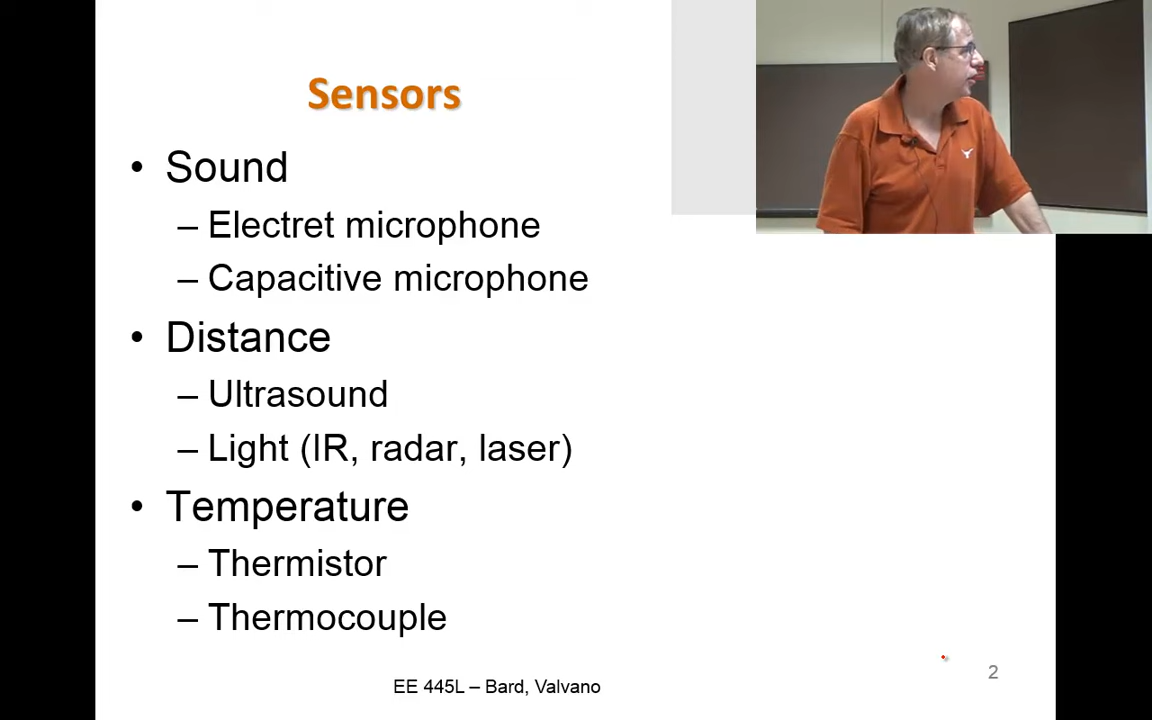 Sensors
• Sound
– Electret microphone
– Capacitive microphone
• Distance
– Ultrasound
– Light (IR, radar, laser)
• Temperature
– Thermistor
– Thermocouple
EE 445L – Bard, Valvano
2